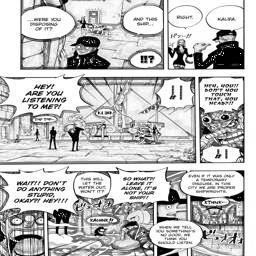 ...WERE YOU
DISPOSING
OF IT?
AND THIS
SHIP...
!!?
RIGHT,
KALIFA.
HEY!
ARE YOU
LISTENING
TO ME?!
HEY, YOU!!
DON'T YOU
TOUCH
THAT, YOU
WAIT!! DON'T
DO ANYTHING
STUPID,
OKAY?! HEY!!!
THIS WILL
LET THE
WATER OUT,
WON'T IT?
SO WHAT!!
LEAVE IT
ALONE,
IT'S NOT
YOUR
SHIP!!
WHEN WE TELL
YOU SOMETHING'S
NO GOOD, WE
THINK YOU
SHOULD LISTEN.
EVEN IF IT WAS ONLY
A TEMPORARY
MEASURE, IN THIS
CITY WE ARE PROPER
SHIPWRIGHTS.